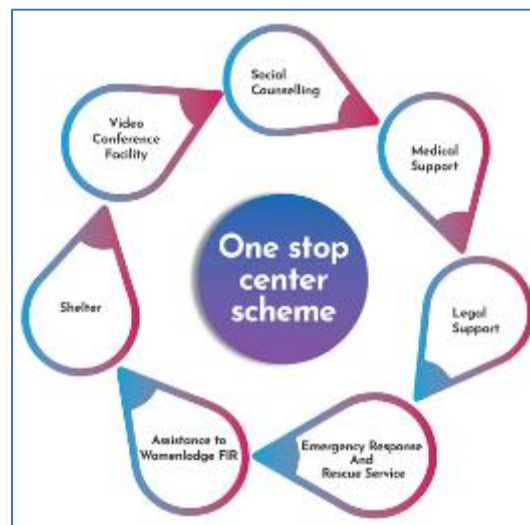 One stop
center
scheme
Social
Counselling
Medical
Support
Legal
Support
Emergency Response
And
Rescue Service
Assistance to
Womenlodge FIR
Shelter
Video
Conference
Facility